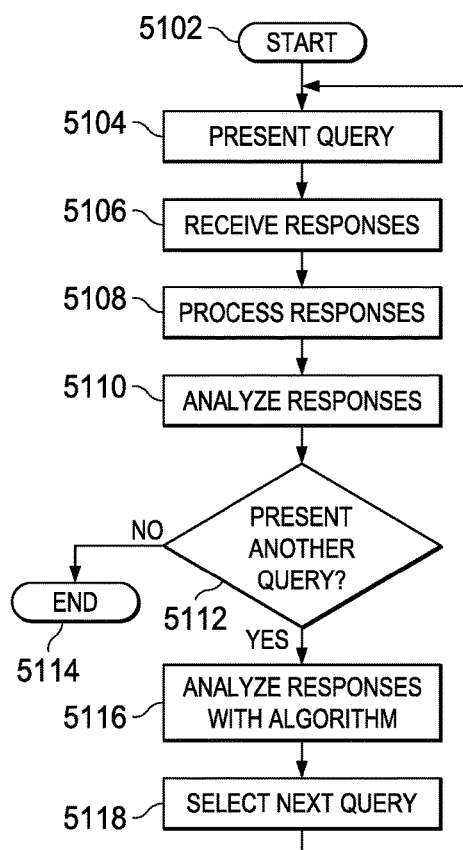 5102
START
5104
PRESENT QUERY
5106
RECEIVE RESPONSES
5108
PROCESS RESPONSES
5110
ANALYZE RESPONSES
PRESENT
ANOTHER
QUERY?
5112
NO
END
5114
YES
5116
ANALYZE RESPONSES
WITH ALGORITHM
5118
SELECT NEXT QUERY